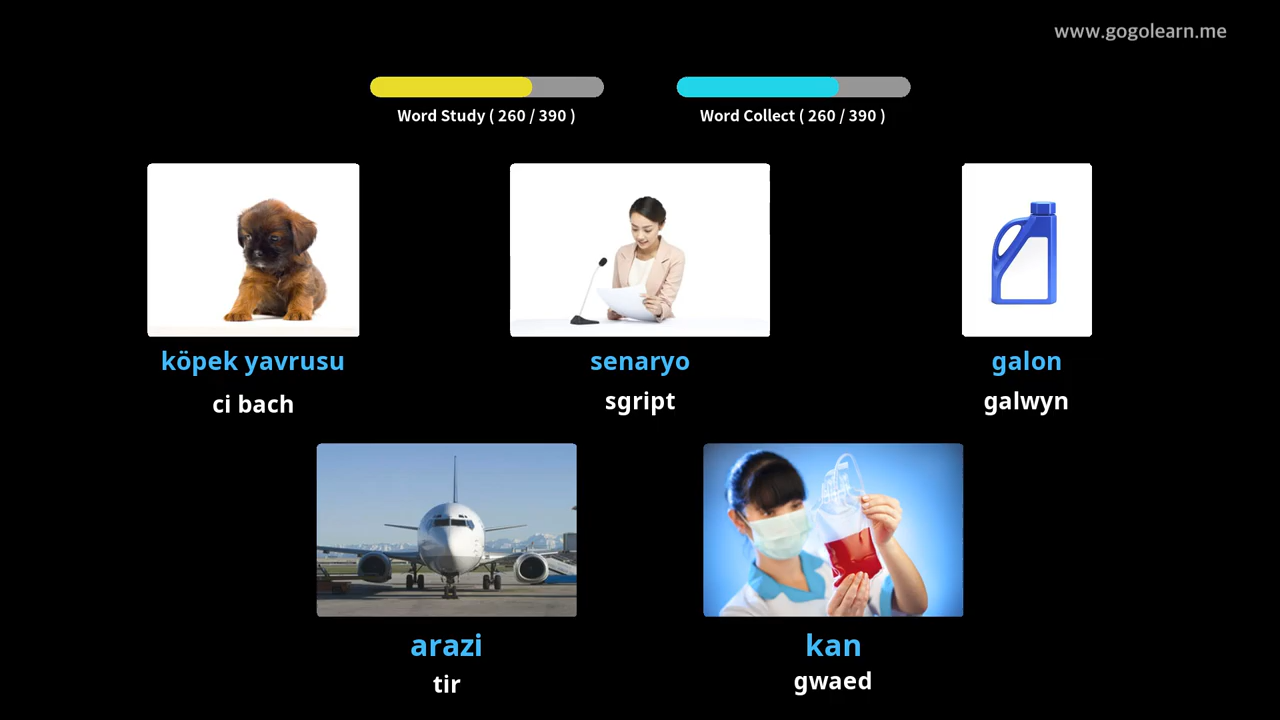 www.gogolearn.me
Word Study ( 260 / 390 )
Word Collect ( 260 / 390 )
köpek yavrusu
ci bach
senaryo
sgript
galon
galwyn
arazi
tir
kan
gwaed